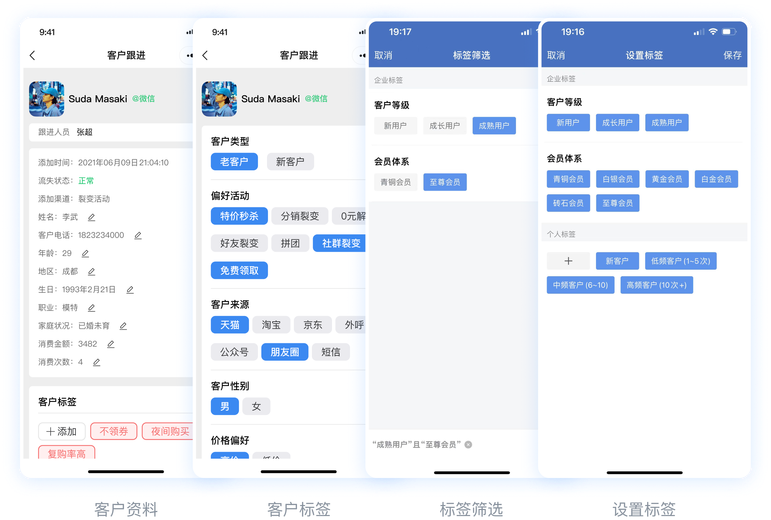 9:41
客户跟进
Suda Masaki @微信
跟进人员 张超
添加时间：2021年06月09日21:04:10
流失状态：正常
添加渠道：裂变活动
姓名：李武
客户电话：1823234000
年龄：29
地区：成都
生日：1993年2月21日
职业：模特
家庭状况：已婚未育
消费金额：3482
消费次数：4
客户标签
＋添加 不领券 夜间购买
复购率高
客户资料
9:41
客户跟进
Suda Masaki @微信
客户类型
老客户 新客户
偏好活动
特价秒杀 分销裂变 0元解
好友裂变 拼团 社群裂变
免费领取
客户来源
天猫 淘宝 京东 外呼
公众号 朋友圈 短信
客户性别
男 女
价格偏好
客户标签
19:17
取消 标签筛选
企业标签
客户等级
新用户 成长用户 成熟用户
会员体系
青铜会员 至尊会员
“成熟用户”且“至尊会员”
标签筛选
19:16
取消 设置标签 保存
企业标签
客户等级
新用户 成长用户 成熟用户
会员体系
青铜会员 白银会员 黄金会员 白金会员
砖石会员 至尊会员
个人标签
＋ 新客户 低频客户(1~5次)
中频客户(6~10) 高频客户(10次+)
设置标签